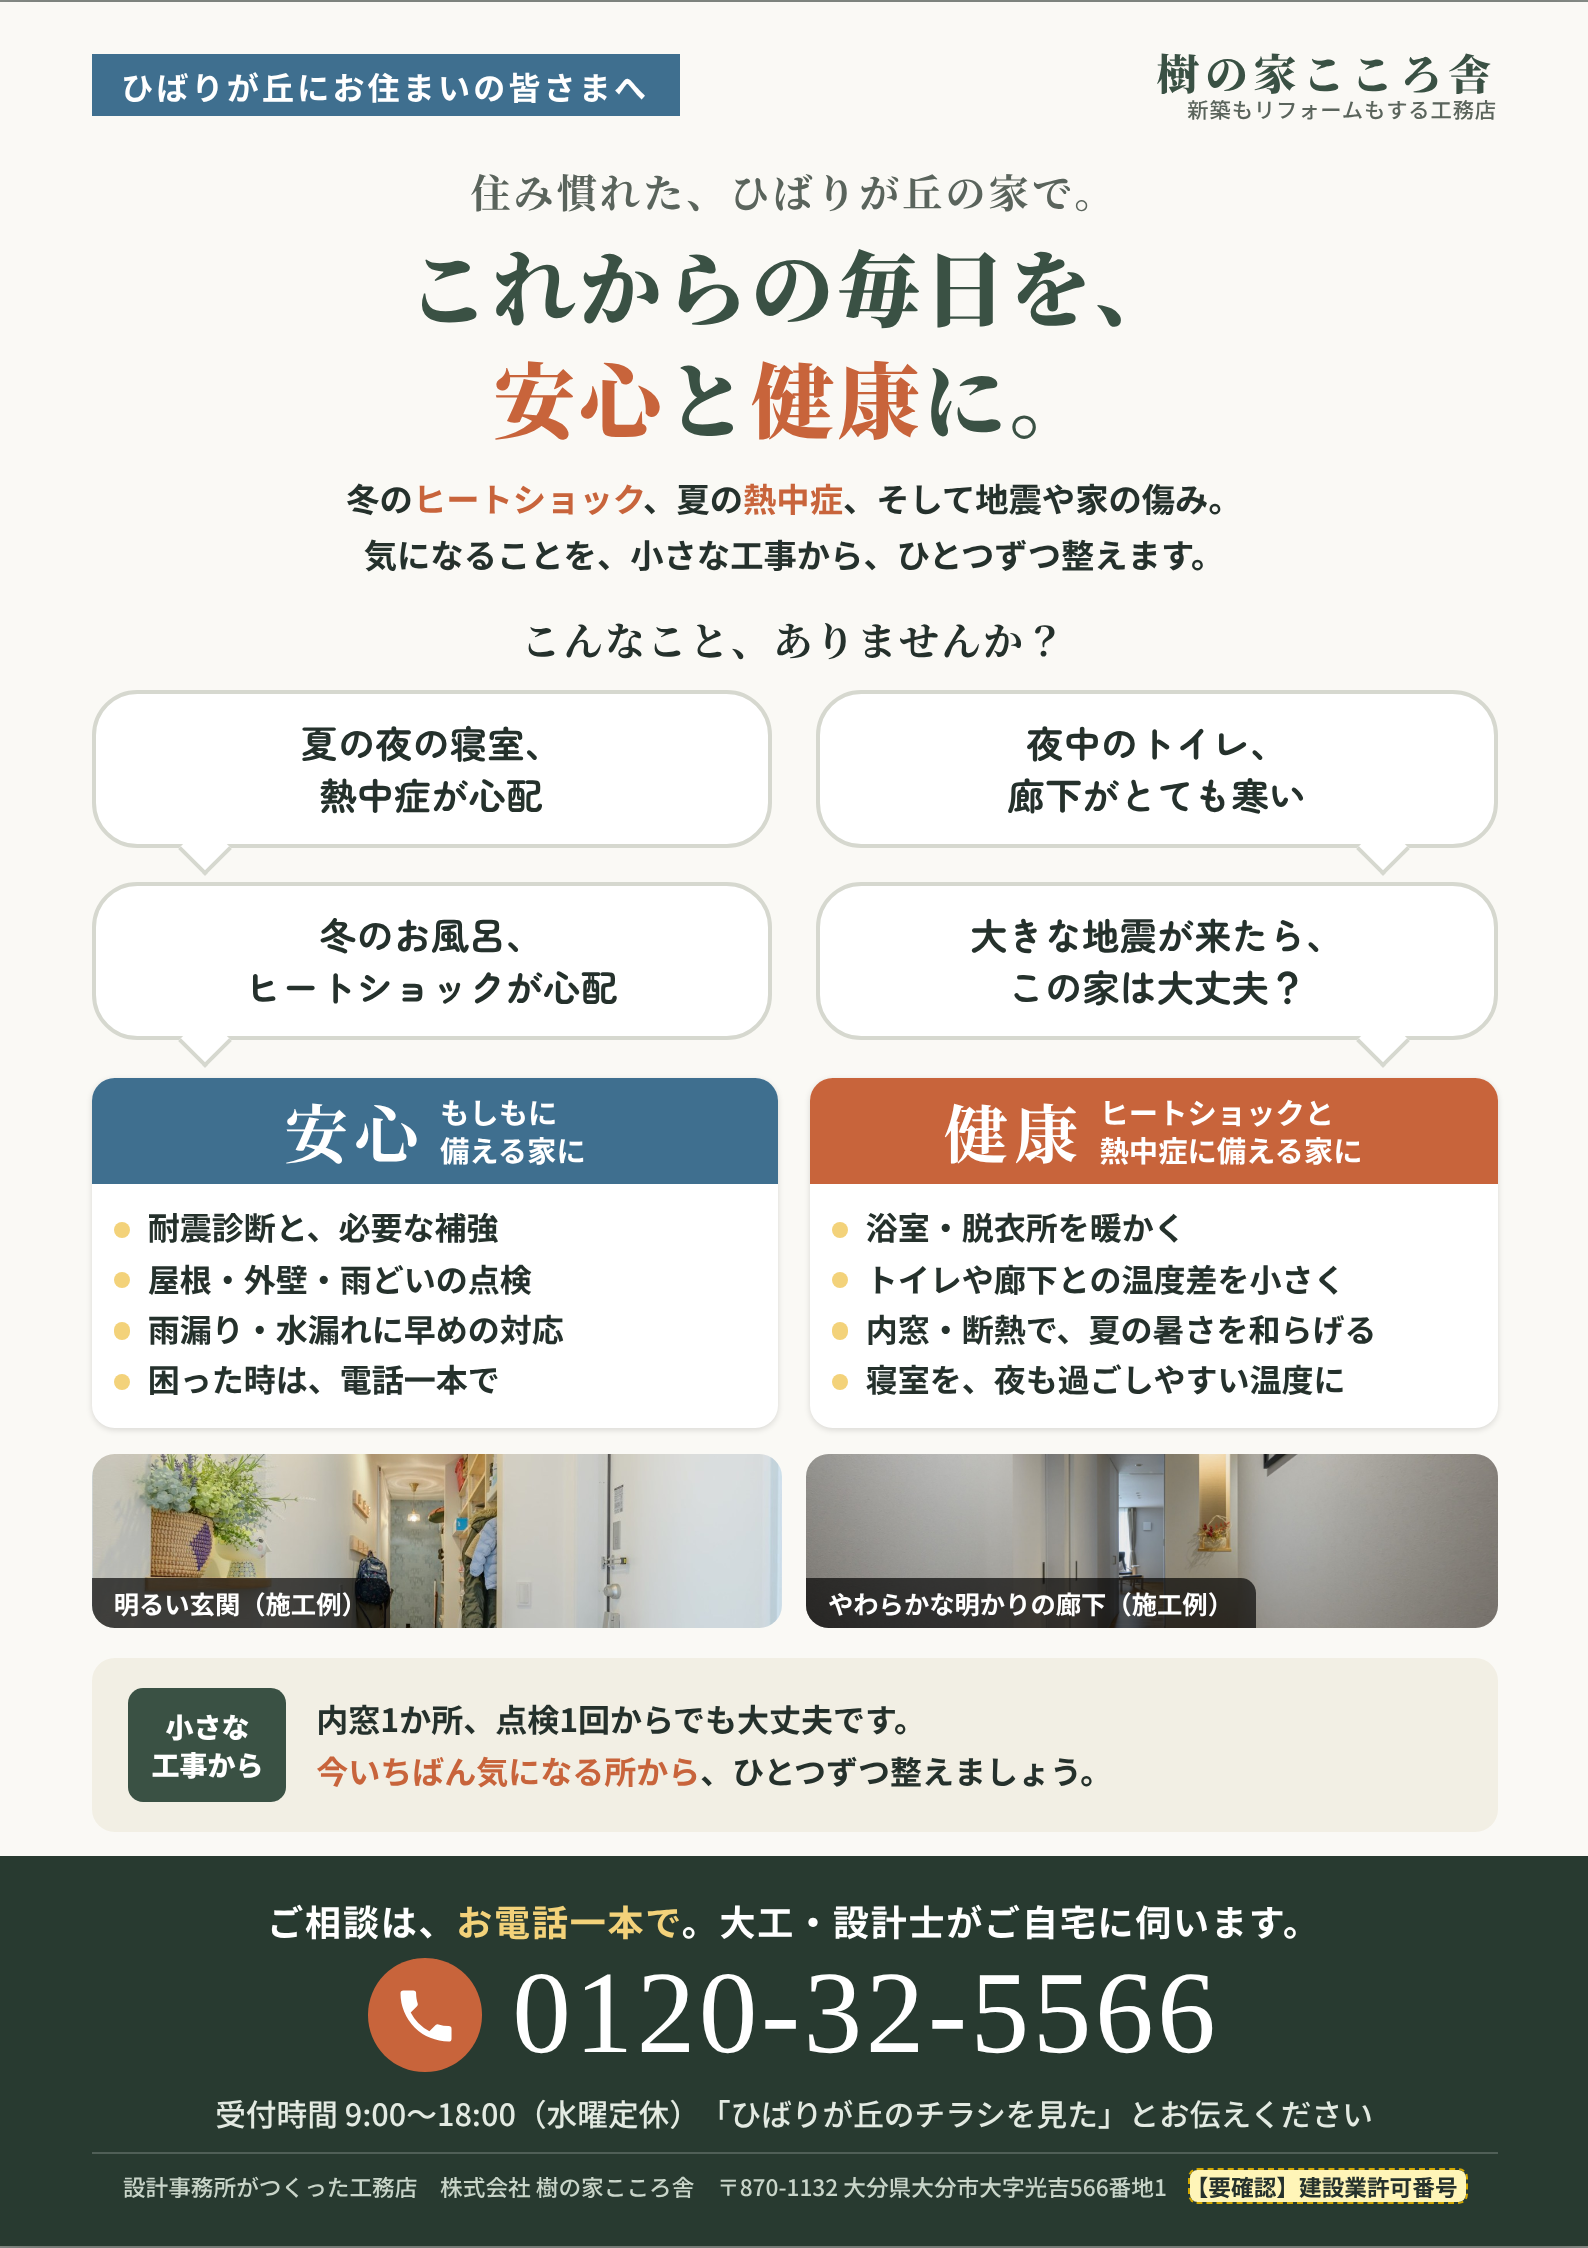 ひばりが丘にお住まいの皆さまへ
樹の家こころ舎
新築もリフォームもする工務店
住み慣れた、ひばりが丘の家で。
これからの毎日を、
安心と健康に。
冬のヒートショック、夏の熱中症、そして地震や家の傷み。
気になることを、小さな工事から、ひとつずつ整えます。
こんなこと、ありませんか？
夏の夜の寝室、
熱中症が心配
夜中のトイレ、
廊下がとても寒い
冬のお風呂、
ヒートショックが心配
大きな地震が来たら、
この家は大丈夫？
安心
もしもに
備える家に
耐震診断と、必要な補強
屋根・外壁・雨どいの点検
雨漏り・水漏れに早めの対応
困った時は、電話一本で
健康
ヒートショックと
熱中症に備える家に
浴室・脱衣所を暖かく
トイレや廊下との温度差を小さく
内窓・断熱で、夏の暑さを和らげる
寝室を、夜も過ごしやすい温度に
明るい玄関（施工例）
やわらかな明かりの廊下（施工例）
小さな
工事から
内窓1か所、点検1回からでも大丈夫です。
今いちばん気になる所から、ひとつずつ整えましょう。
ご相談は、お電話一本で。大工・設計士がご自宅に伺います。
0120-32-5566
受付時間 9:00〜18:00（水曜定休）「ひばりが丘のチラシを見た」とお伝えください
設計事務所がつくった工務店　株式会社 樹の家こころ舎　〒870-1132 大分県大分市大字光吉566番地1　【要確認】建設業許可番号